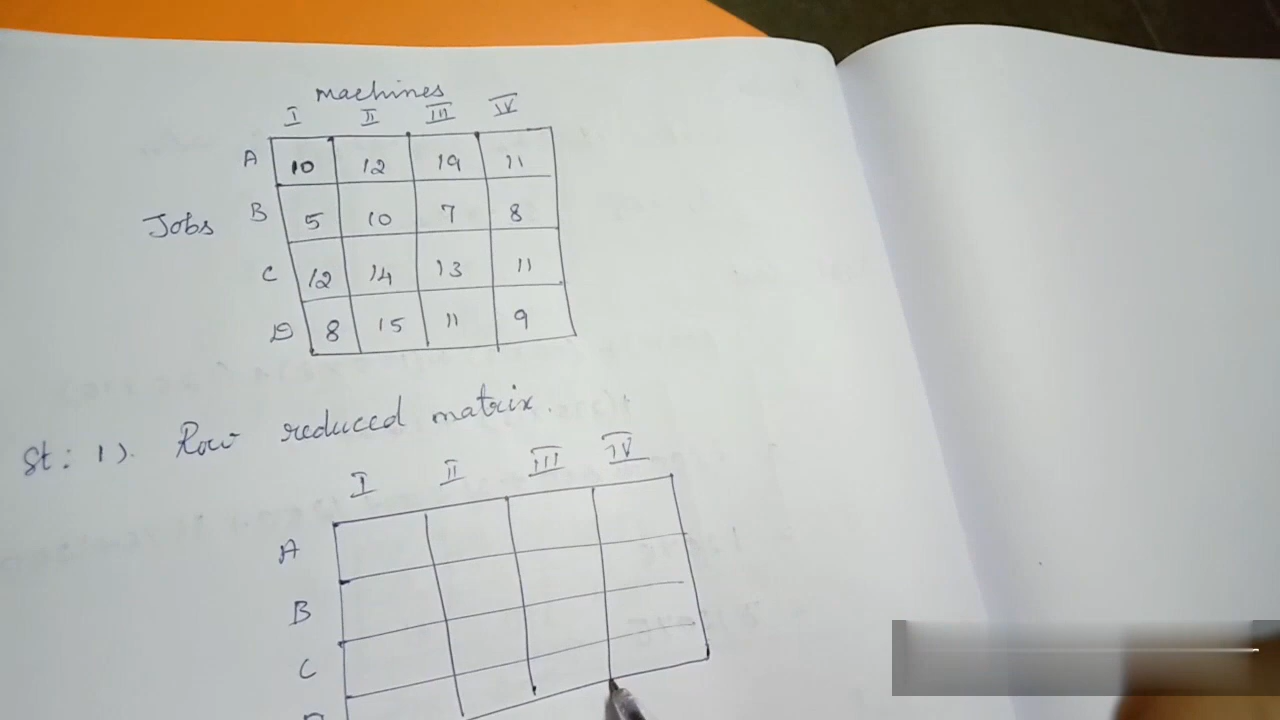 machines
I II III IV
A 10 12 19 11
Jobs B 5 10 7 8
C 12 14 13 11
D 8 15 11 9
St: 1). Row reduced matrix.
I II III IV
A
B
C